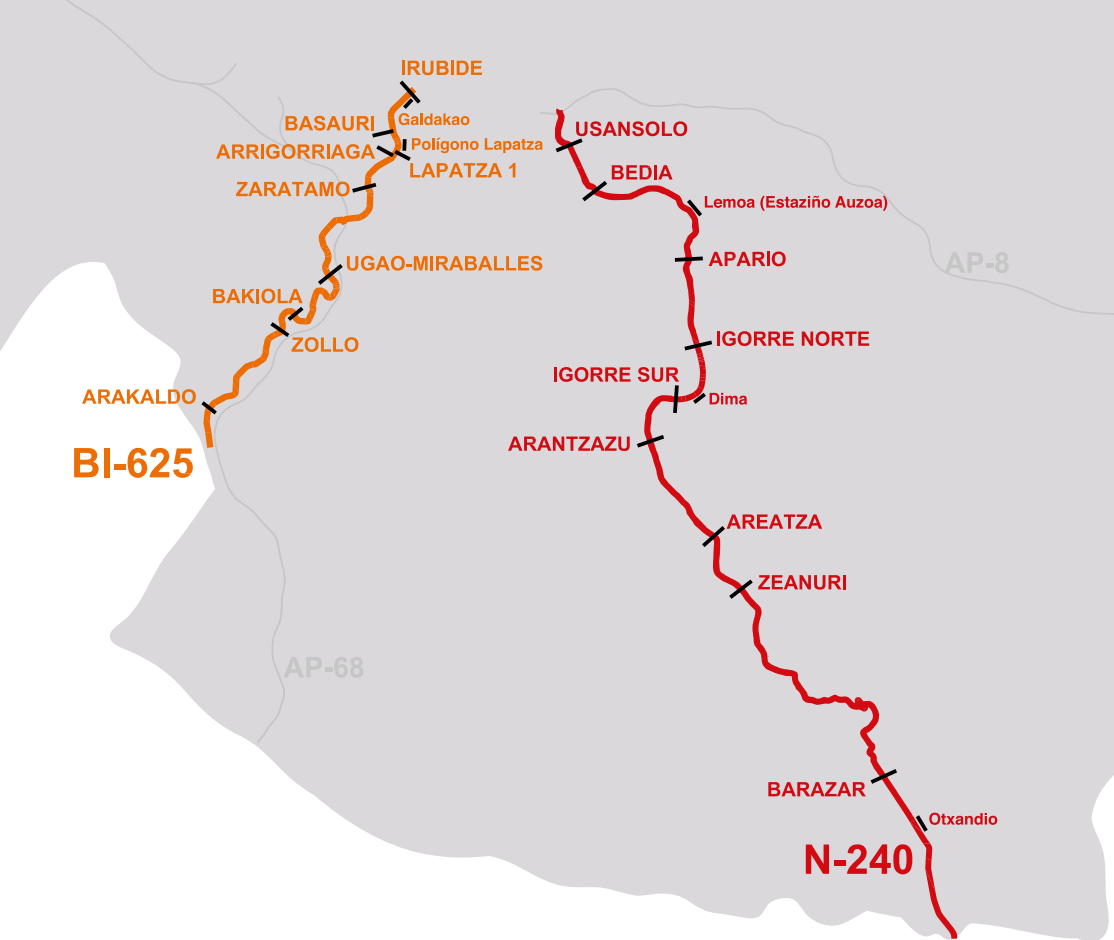 IRUBIDE
Galdakao
BASAURI
Polígono Lapatza
ARRIGORRIAGA
LAPATZA 1
ZARATAMO
UGAO-MIRABALLES
BAKIOLA
ZOLLO
ARAKALDO
BI-625
AP-68
USANSOLO
BEDIA
Lemoa (Estaziño Auzoa)
APARIO
AP-8
IGORRE NORTE
IGORRE SUR
Dima
ARANTZAZU
AREATZA
ZEANURI
BARAZAR
Otxandio
N-240